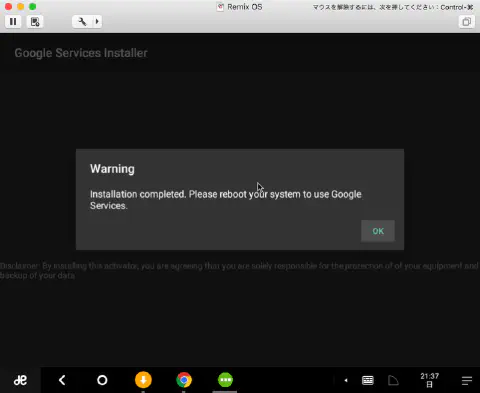 Remix OS
マウスを解除するには、次を押してください：Control-⌘
Google Services Installer
Warning
Installation completed. Please reboot your system to use Google
Services.
OK
Disclaimer: By installing this activator, you are agreeing that you are solely responsible for the protection of of your equipment and
backup of your data
21:37
日